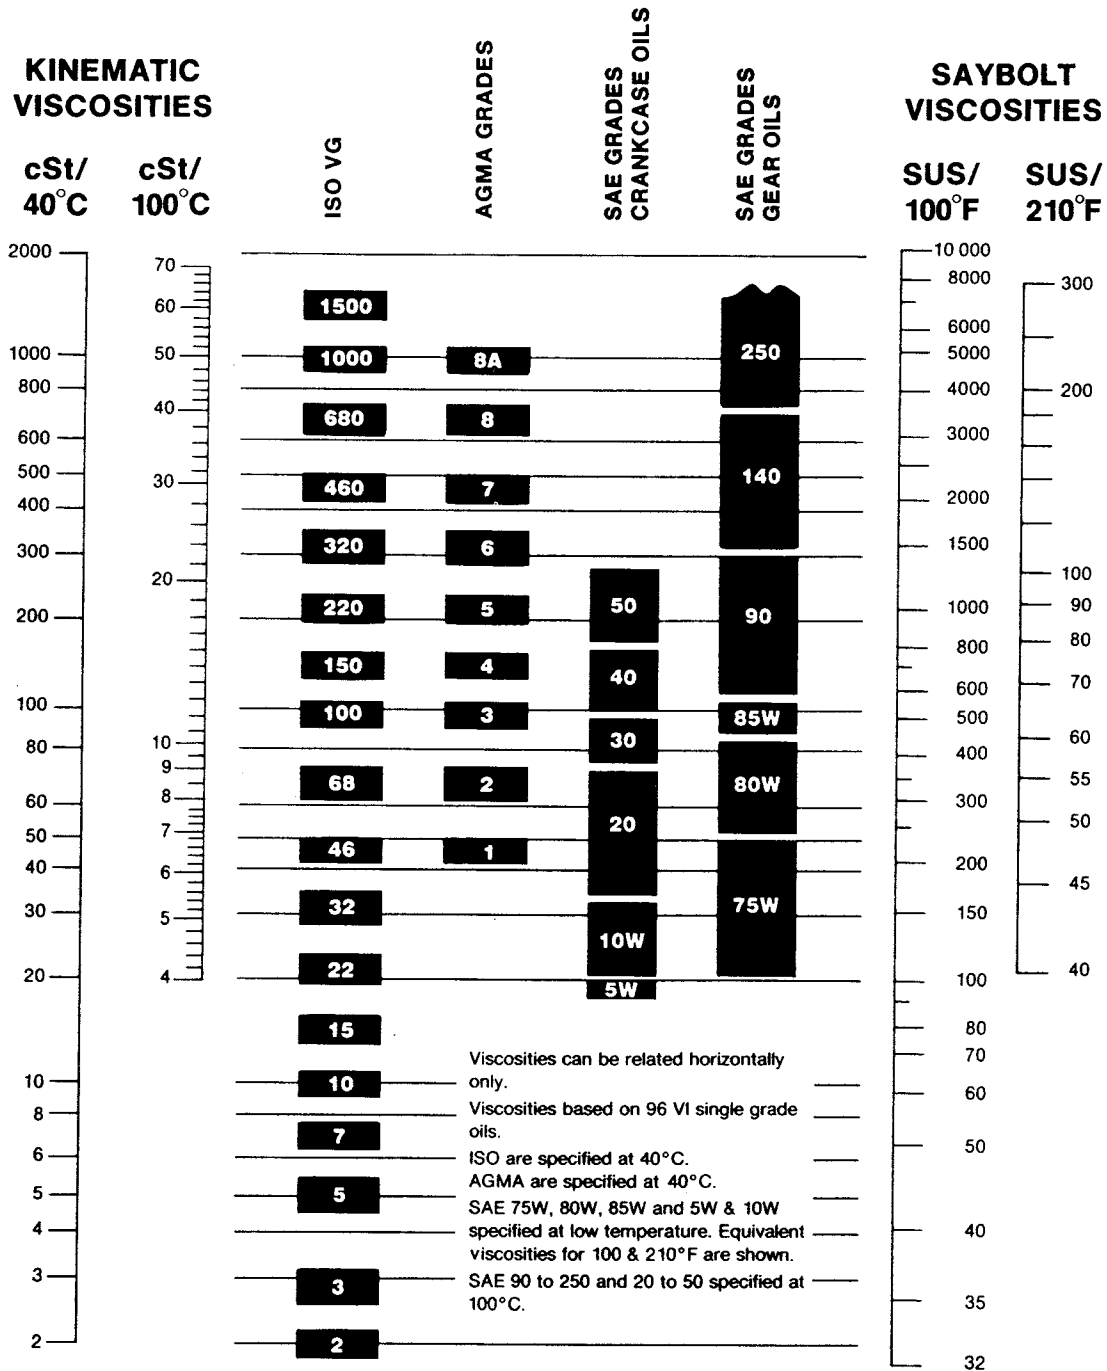 KINEMATIC
VISCOSITIES
cSt/
40°C
cSt/
100°C
ISO VG
AGMA GRADES
SAE GRADES
CRANKCASE OILS
SAE GRADES
GEAR OILS
SAYBOLT
VISCOSITIES
SUS/
100°F
SUS/
210°F
2000
1000
800
600
500
400
300
200
100
80
60
50
40
30
20
10
8
6
5
4
3
2
70
60
50
40
30
20
10
9
8
7
6
5
4
1500
1000
680
460
320
220
150
100
68
46
32
22
15
10
7
5
3
2
8A
8
7
6
5
4
3
2
1
50
40
30
20
10W
5W
250
140
90
85W
80W
75W
10 000
8000
6000
5000
4000
3000
2000
1500
1000
800
600
500
400
300
200
150
100
80
70
60
50
40
35
32
300
200
100
90
80
70
60
55
50
45
40
Viscosities can be related horizontally
only.
Viscosities based on 96 VI single grade
oils.
ISO are specified at 40°C.
AGMA are specified at 40°C.
SAE 75W, 80W, 85W and 5W & 10W
specified at low temperature. Equivalent
viscosities for 100 & 210°F are shown.
SAE 90 to 250 and 20 to 50 specified at
100°C.